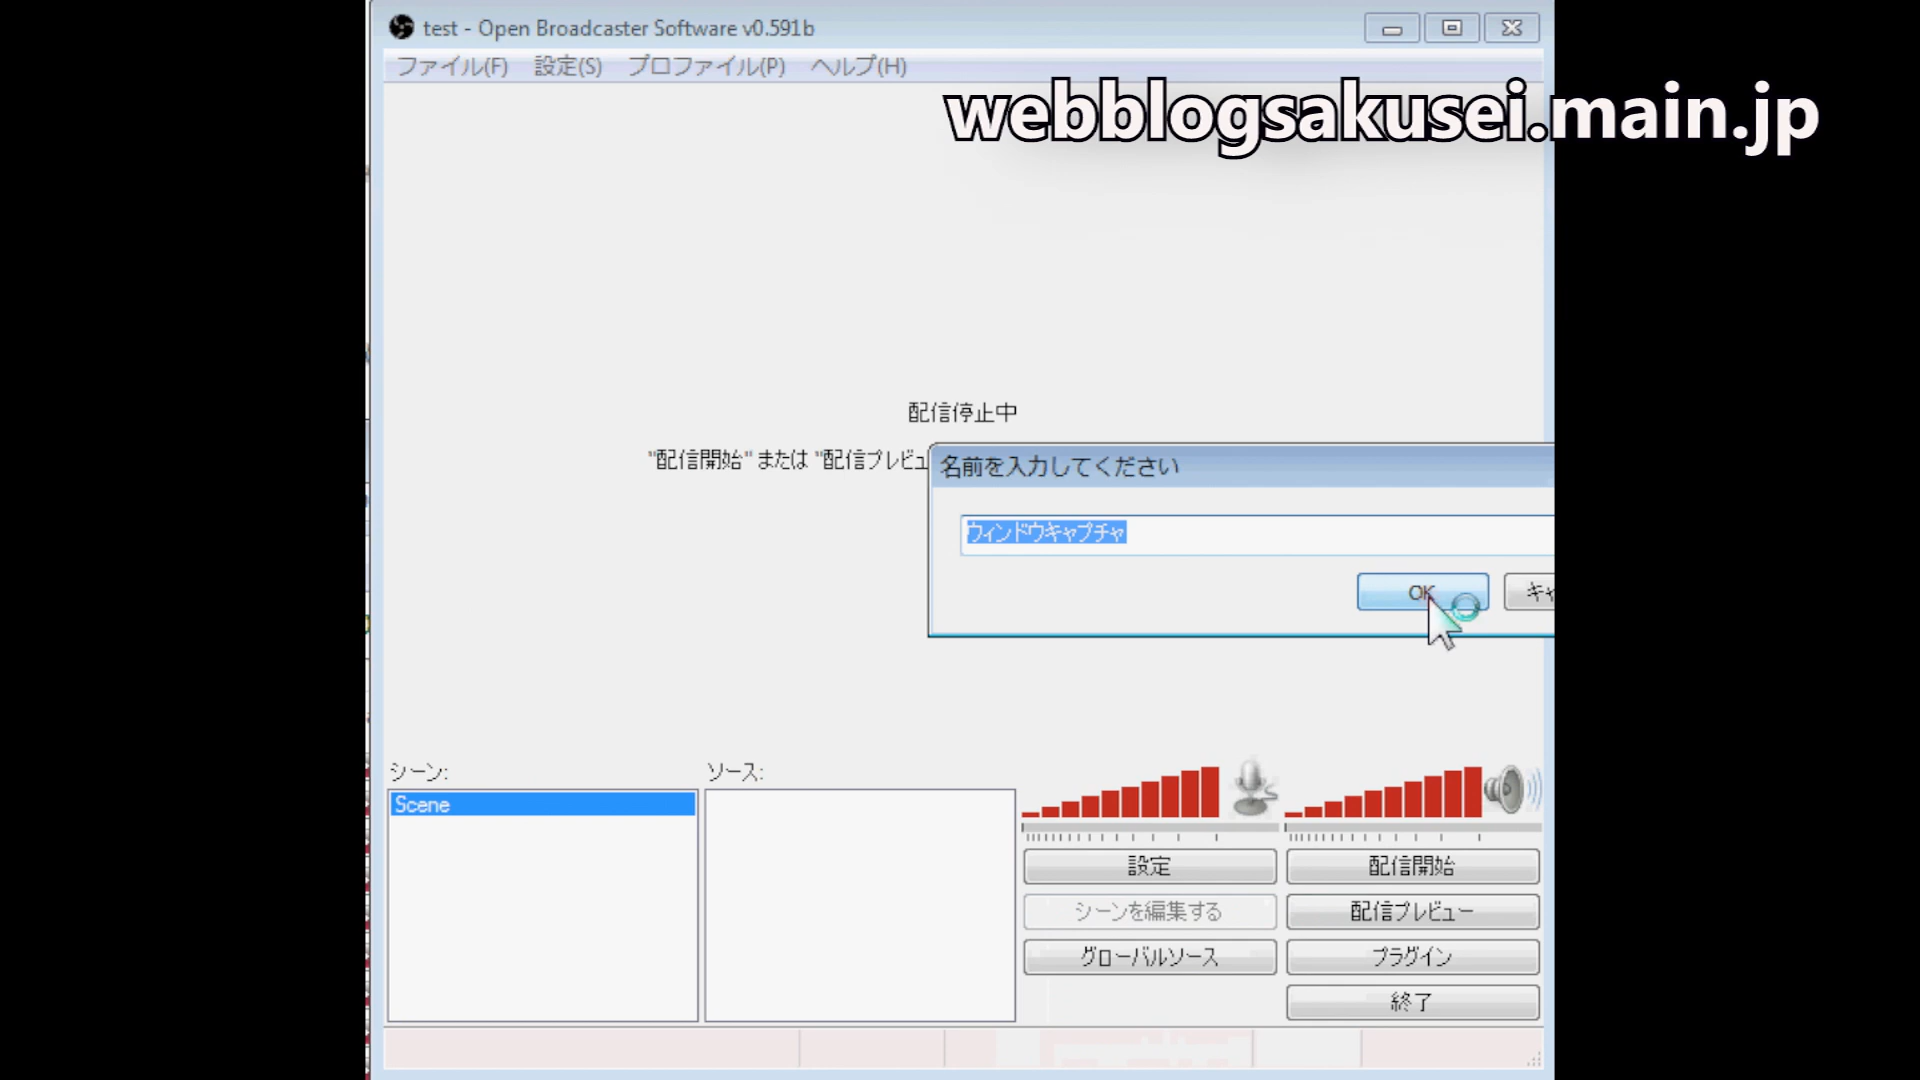 test - Open Broadcaster Software v0.591b
ファイル(F) 設定(S) プロファイル(P) ヘルプ(H)
webblogsakusei.main.jp
配信停止中
"配信開始" または "配信プレビュ
名前を入力してください
ウィンドウキャプチャ
OK キャ
シーン: ソース:
Scene
設定 配信開始
シーンを編集する 配信プレビュー
グローバルソース プラグイン
終了